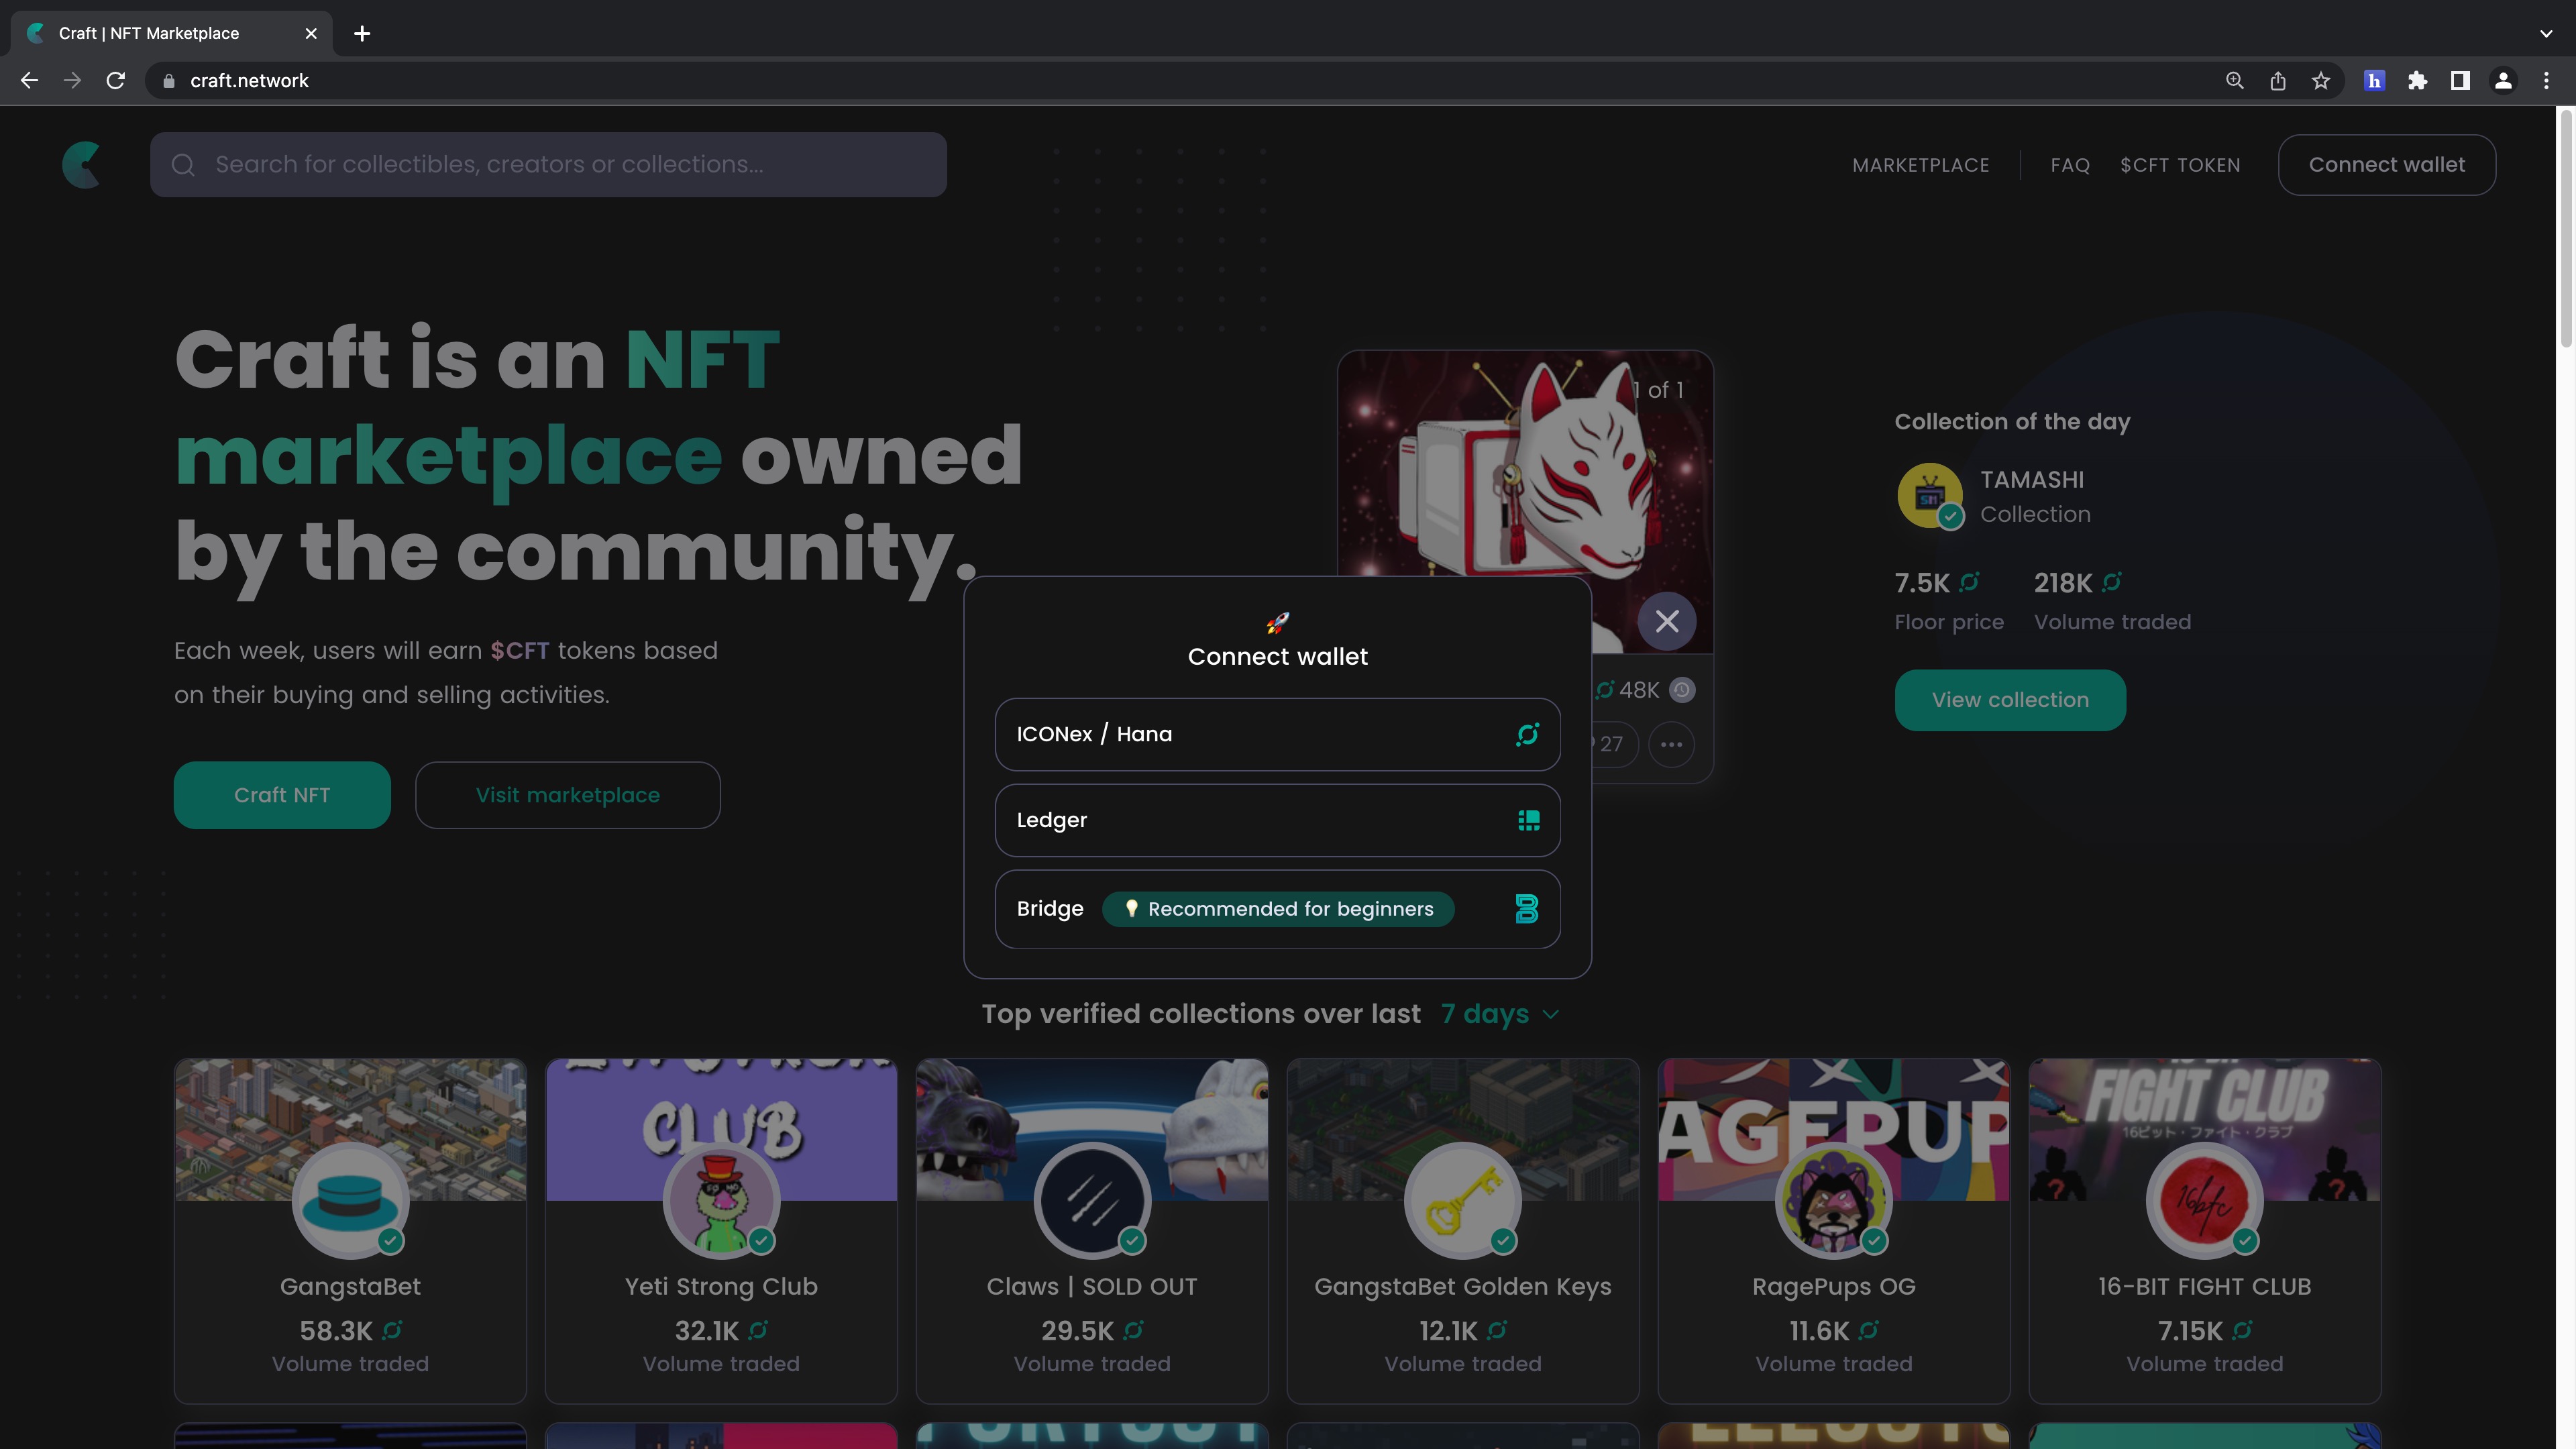 Craft | NFT Marketplace
craft.network
Search for collectibles, creators or collections...
MARKETPLACE
FAQ
$CFT TOKEN
Connect wallet
Craft is an NFT
marketplace owned
by the community.
Each week, users will earn $CFT tokens based
on their buying and selling activities.
Craft NFT
Visit marketplace
1 of 1
48K
27
Collection of the day
TAMASHI
Collection
7.5K
Floor price
218K
Volume traded
View collection
Connect wallet
ICONex / Hana
Ledger
Bridge
Recommended for beginners
Top verified collections over last 7 days
CLUB
AGEPUP
FIGHT CLUB
16ビット・ファイト・クラブ
16bfc
GangstaBet
58.3K
Volume traded
Yeti Strong Club
32.1K
Volume traded
Claws | SOLD OUT
29.5K
Volume traded
GangstaBet Golden Keys
12.1K
Volume traded
RagePups OG
11.6K
Volume traded
16-BIT FIGHT CLUB
7.15K
Volume traded